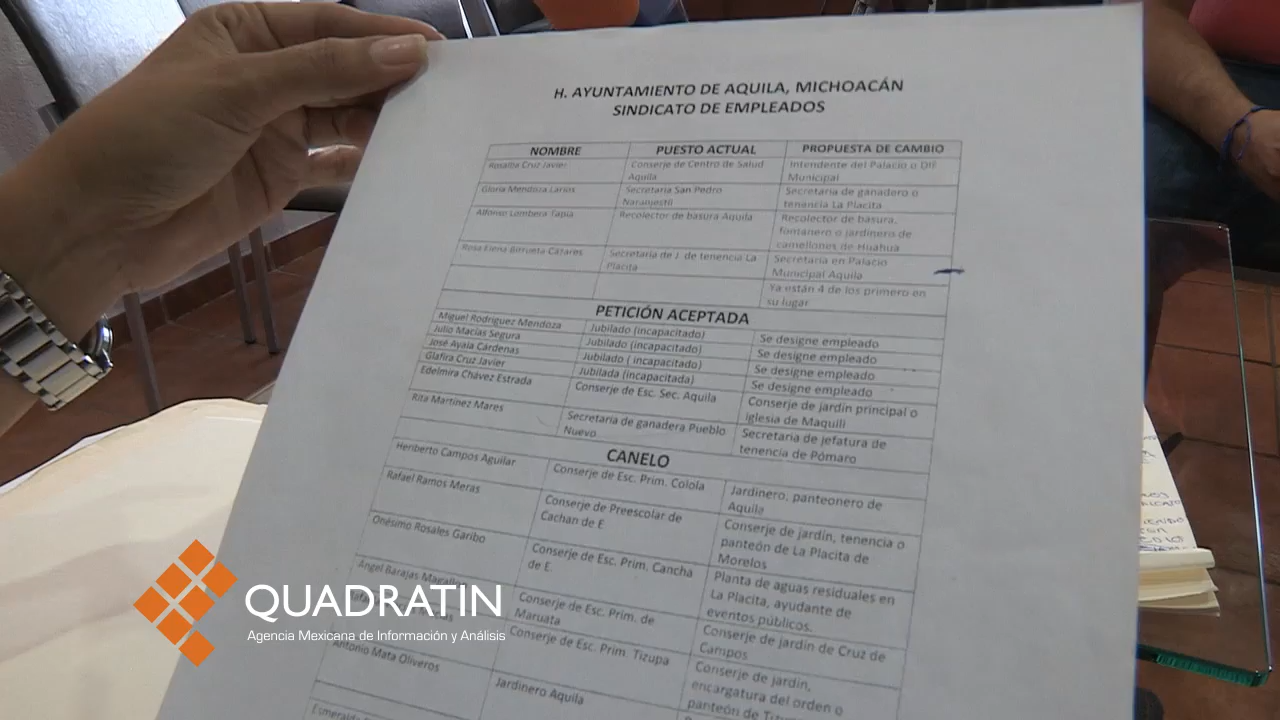 H. AYUNTAMIENTO DE AQUILA, MICHOACÁN
SINDICATO DE EMPLEADOS
NOMBRE PUESTO ACTUAL PROPUESTA DE CAMBIO
Rosalba Cruz Javier Conserje de Centro de Salud Intendente del Palacio o DIF
Aquila Municipal
Gloria Mendoza Larios Secretaria San Pedro Secretaria de ganadero o
Naranjestil tenencia La Placita
Alfonso Lombera Tapia Recolector de basura Aquila Recolector de basura,
fontanero o jardinero de
camellones de Huahua
Rosa Elena Birrueta Cázares Secretaria de J. de tenencia La Secretaria en Palacio
Placita Municipal Aquila
Ya están 4 de los primero en
su lugar
PETICIÓN ACEPTADA
Miguel Rodríguez Mendoza Jubilado (incapacitado) Se designe empleado
Julio Macías Segura Jubilado (incapacitado) Se designe empleado
José Ayala Cárdenas Jubilado ( incapacitado) Se designe empleado
Glafira Cruz Javier Jubilada (incapacitada) Se designe empleado
Edelmira Chávez Estrada Conserje de Esc. Sec. Aquila Conserje de jardín principal o
iglesia de Maquilí
Rita Martínez Mares Secretaria de ganadera Pueblo Secretaria de jefatura de
Nuevo tenencia de Pómaro
CANELO
Heriberto Campos Aguilar Conserje de Esc. Prim. Colola Jardinero, panteonero de
Aquila
Rafael Ramos Meras Conserje de Preescolar de Conserje de jardín, tenencia o
Cachan de E panteón de La Placita de
Morelos
Onésimo Rosales Garibo Conserje de Esc. Prim. Cancha Planta de aguas residuales en
de E. La Placita, ayudante de
eventos públicos.
Ángel Barajas Conserje de Esc. Prim. de Conserje de jardín de Cruz de
Maruata Campos
Conserje de Esc. Prim. Tizupa Conserje de jardín,
encargatura del orden o
panteón de
Antonio Mata Oliveros Jardinero Aquila
QUADRATIN
Agencia Mexicana de Información y Análisis